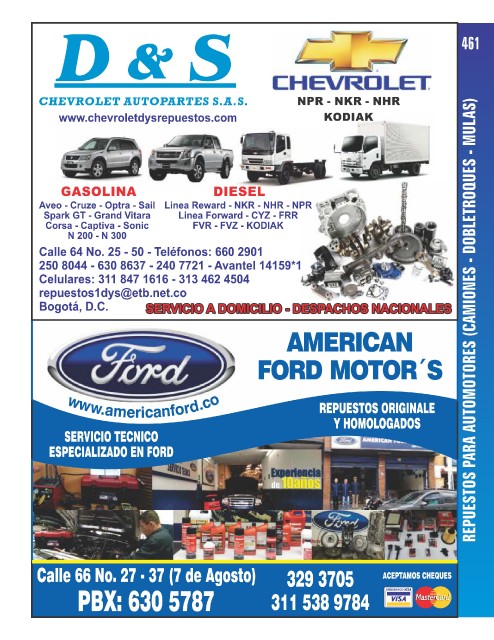 D & S
CHEVROLET AUTOPARTES S.A.S.
www.chevroletdysrepuestos.com
CHEVROLET
NPR - NKR - NHR
KODIAK
GASOLINA
Aveo - Cruze - Optra - Sail
Spark GT - Grand Vitara
Corsa - Captiva - Sonic
N 200 - N 300
DIESEL
Linea Reward - NKR - NHR - NPR
Linea Forward - CYZ - FRR
FVR - FVZ - KODIAK
Calle 64 No. 25 - 50 - Teléfonos: 660 2901
250 8044 - 630 8637 - 240 7721 - Avantel 14159*1
Celulares: 311 847 1616 - 313 462 4504
repuestos1dys@etb.net.co
Bogotá, D.C.
SERVICIO A DOMICILIO - DESPACHOS NACIONALES
Ford
www.americanford.co
AMERICAN
FORD MOTOR´S
REPUESTOS ORIGINALE
Y HOMOLOGADOS
SERVICIO TECNICO
ESPECIALIZADO EN FORD
Experiencia
de 10años
AMERICAN FORD
Ford
Calle 66 No. 27 - 37 (7 de Agosto)
PBX: 630 5787
329 3705
311 538 9784
ACEPTAMOS CHEQUES
VISA
MasterCard
461
REPUESTOS PARA AUTOMOTORES (CAMIONES - DOBLETROQUES - MULAS)